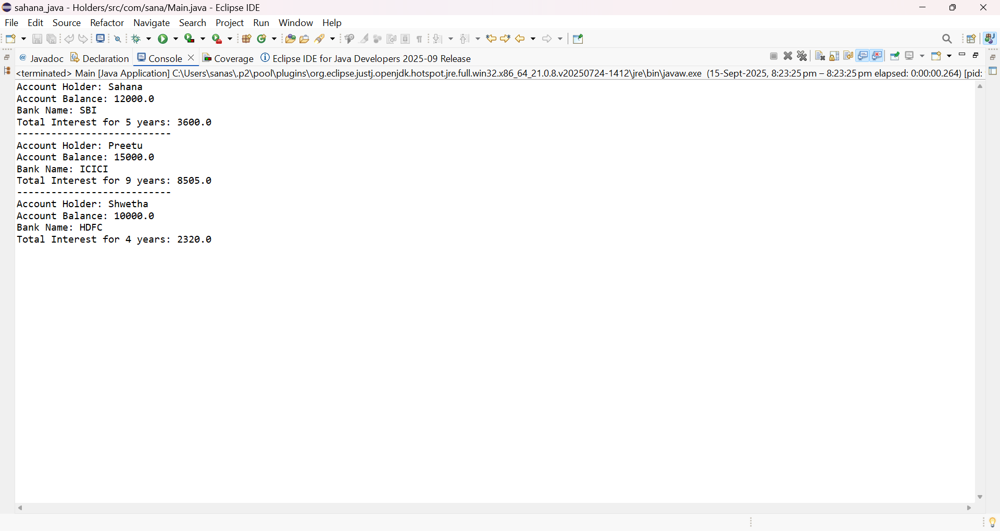 sahana_java - Holders/src/com/sana/Main.java - Eclipse IDE
File Edit Source Refactor Navigate Search Project Run Window Help
@ Javadoc Declaration Console Coverage Eclipse IDE for Java Developers 2025-09 Release
<terminated> Main [Java Application] C:\Users\sanas\.p2\pool\plugins\org.eclipse.justj.openjdk.hotspot.jre.full.win32.x86_64_21.0.8.v20250724-1412\jre\bin\javaw.exe (15-Sept-2025, 8:23:25 pm – 8:23:25 pm elapsed: 0:00:00.264) [pid:
Account Holder: Sahana
Account Balance: 12000.0
Bank Name: SBI
Total Interest for 5 years: 3600.0
---------------------------
Account Holder: Preetu
Account Balance: 15000.0
Bank Name: ICICI
Total Interest for 9 years: 8505.0
---------------------------
Account Holder: Shwetha
Account Balance: 10000.0
Bank Name: HDFC
Total Interest for 4 years: 2320.0